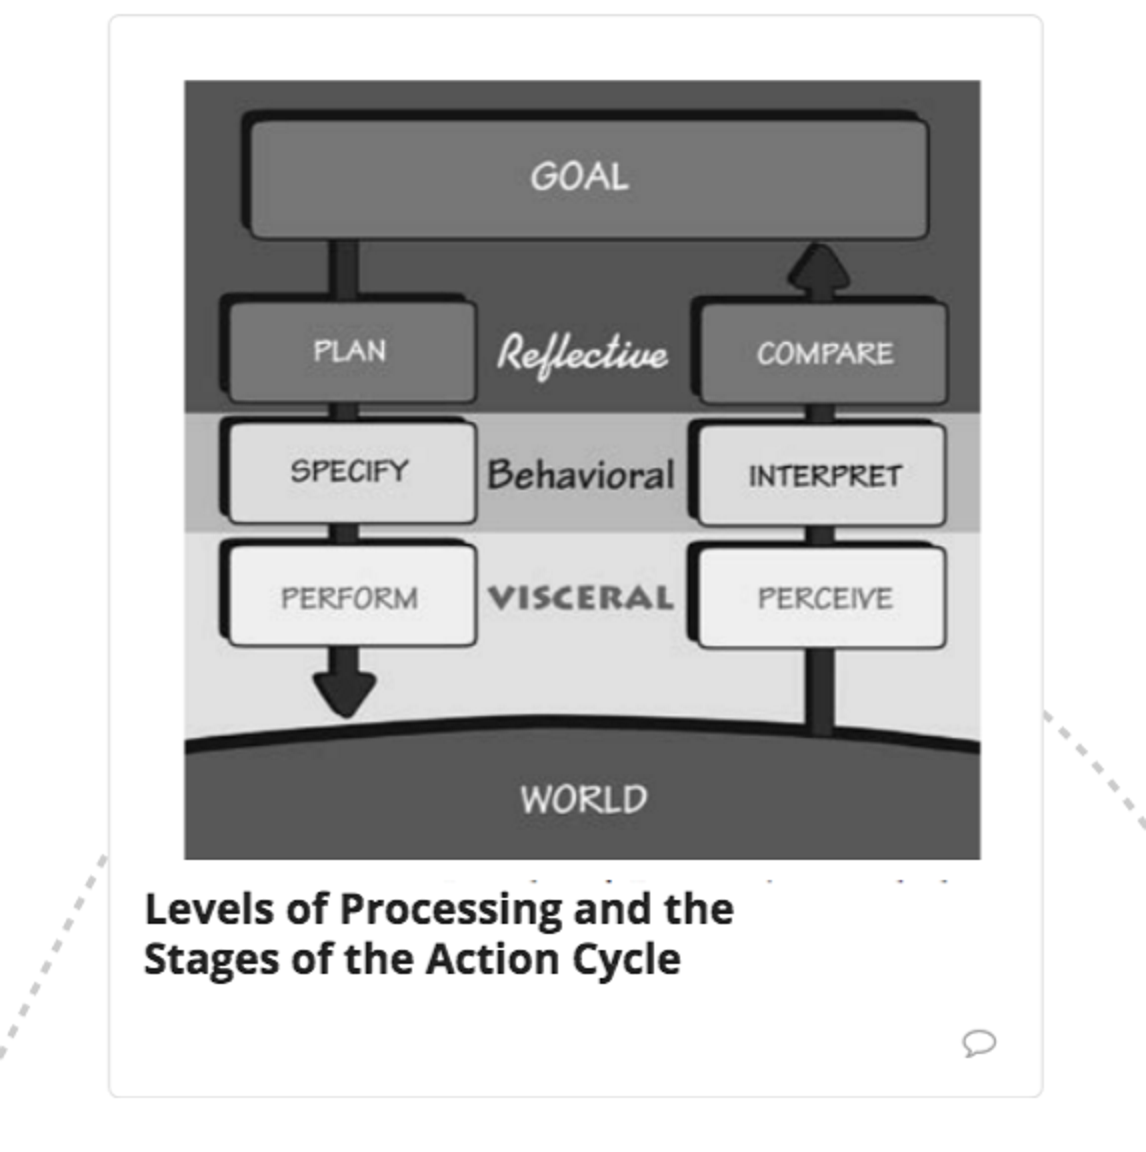 GOAL
PLAN
Reflective
COMPARE
SPECIFY
Behavioral
INTERPRET
PERFORM
VISCERAL
PERCEIVE
WORLD
Levels of Processing and the
Stages of the Action Cycle